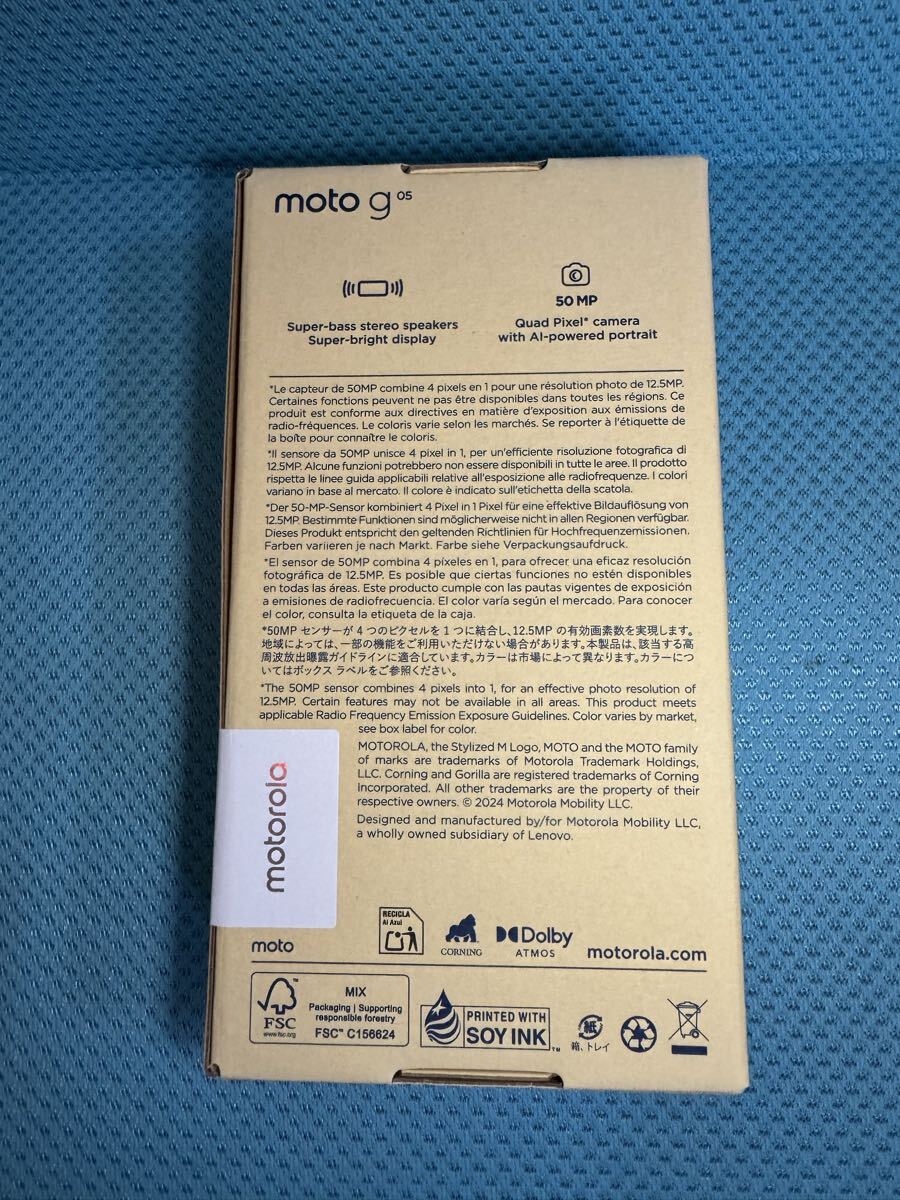 moto g 05
50 MP
Super-bass stereo speakers
Super-bright display
Quad Pixel* camera
with AI-powered portrait
*Le capteur de 50MP combine 4 pixels en 1 pour une résolution photo de 12.5MP.
Certaines fonctions peuvent ne pas être disponibles dans toutes les régions. Ce
produit est conforme aux directives en matière d'exposition aux émissions de
radio-fréquences. Le coloris varie selon les marchés. Se reporter à l'étiquette de
la boîte pour connaître le coloris.
*Il sensore da 50MP unisce 4 pixel in 1, per un'efficiente risoluzione fotografica di
12.5MP. Alcune funzioni potrebbero non essere disponibili in tutte le aree. Il prodotto
rispetta le linee guida applicabili relative all'esposizione alle radiofrequenze. I colori
variano in base al mercato. Il colore è indicato sull'etichetta della scatola.
*Der 50-MP-Sensor kombiniert 4 Pixel in 1 Pixel für eine effektive Bildauflösung von
12.5MP. Bestimmte Funktionen sind möglicherweise nicht in allen Regionen verfügbar.
Dieses Produkt entspricht den geltenden Richtlinien für Hochfrequenzemissionen.
Farben variieren je nach Markt. Farbe siehe Verpackungsaufdruck.
*El sensor de 50MP combina 4 píxeles en 1, para ofrecer una eficaz resolución
fotográfica de 12.5MP. Es posible que ciertas funciones no estén disponibles
en todas las áreas. Este producto cumple con las pautas vigentes de exposición
a emisiones de radiofrecuencia. El color varía según el mercado. Para conocer
el color, consulta la etiqueta de la caja.
*50MP センサーが 4 つのピクセルを 1 つに結合し、12.5MP の有効画素数を実現します。
地域によっては、一部の機能をご利用いただけない場合があります。本製品は、該当する高
周波放出曝露ガイドラインに適合しています。カラーは市場によって異なります。カラーにつ
いてはボックス ラベルをご参照ください。
*The 50MP sensor combines 4 pixels into 1, for an effective photo resolution of
12.5MP. Certain features may not be available in all areas. This product meets
applicable Radio Frequency Emission Exposure Guidelines. Color varies by market,
see box label for color.
MOTOROLA, the Stylized M Logo, MOTO and the MOTO family
of marks are trademarks of Motorola Trademark Holdings,
LLC. Corning and Gorilla are registered trademarks of Corning
Incorporated. All other trademarks are the property of their
respective owners. © 2024 Motorola Mobility LLC.
Designed and manufactured by/for Motorola Mobility LLC,
a wholly owned subsidiary of Lenovo.
motorola
moto
RECICLA
Al Azul
CORNING
Dolby
ATMOS
motorola.com
FSC
www.fsc.org
MIX
Packaging | Supporting
responsible forestry
FSC™ C156624
PRINTED WITH
SOY INK™
紙
箱、トレイ